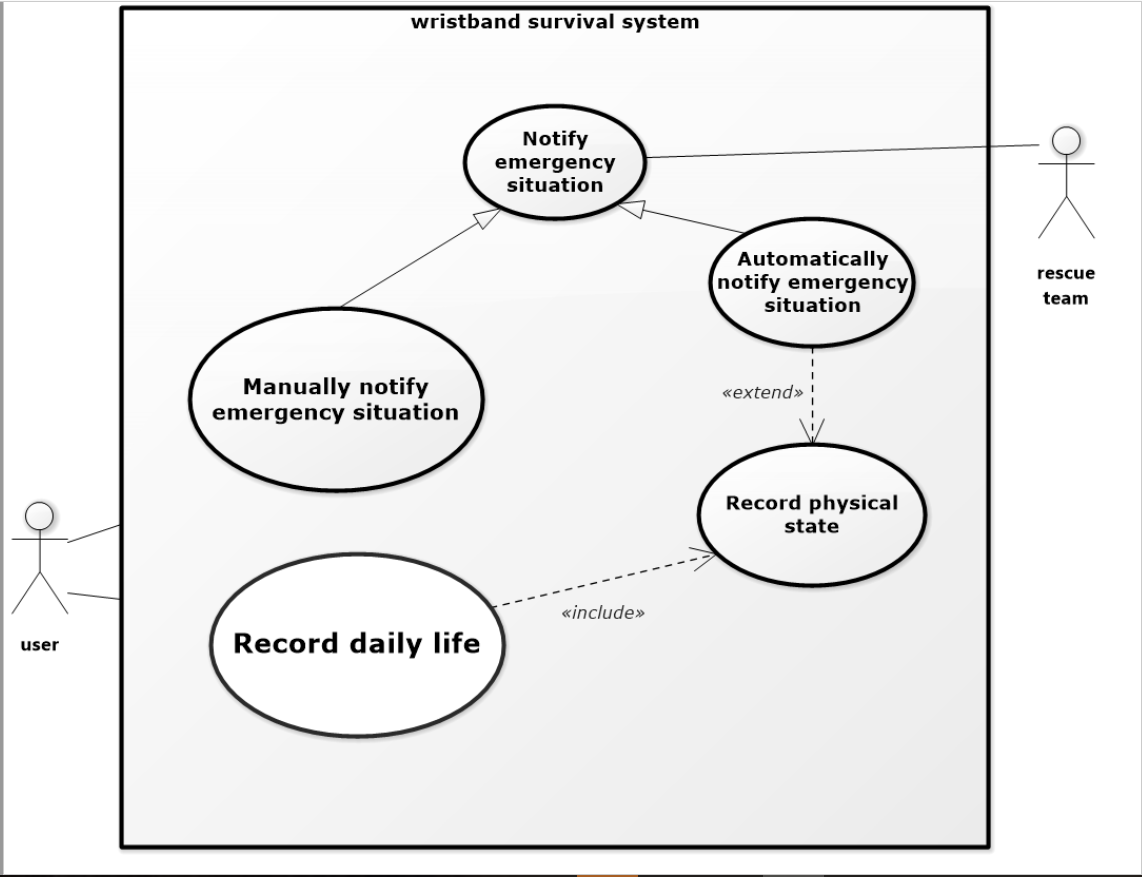 wristband survival system
Notify
emergency
situation
Automatically
notify emergency
situation
rescue
team
Manually notify
emergency situation
«extend»
Record physical
state
«include»
user
Record daily life